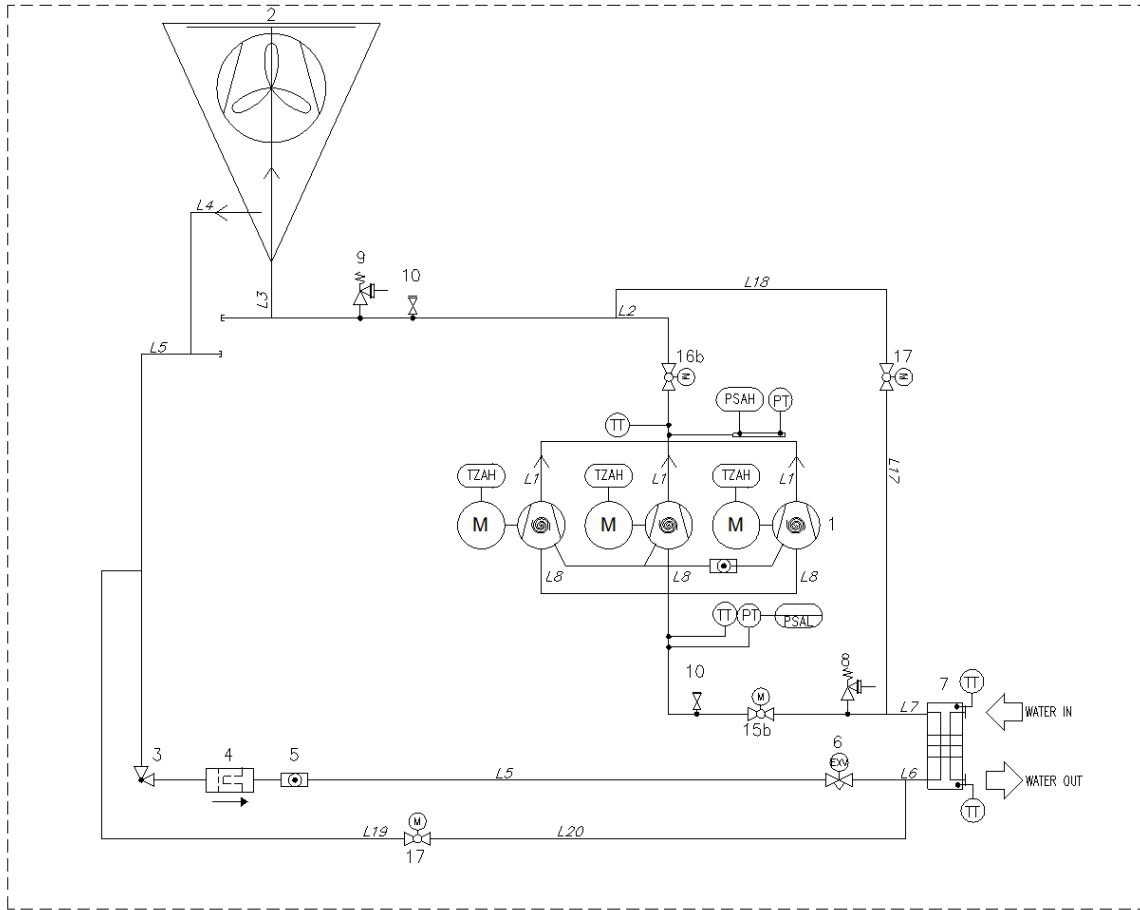 2
L4
9
10
L18
L3
L2
L5
16b
M
17
M
PSAH
PT
TT
TZAH
L1
TZAH
L1
TZAH
L1
L17
M
M
M
1
L8
L8
L8
TT
PT
PSAL
10
8
7
TT
M
L7
WATER IN
15b
3
4
5
6
EXV
L5
L6
WATER OUT
TT
M
L19
L20
17